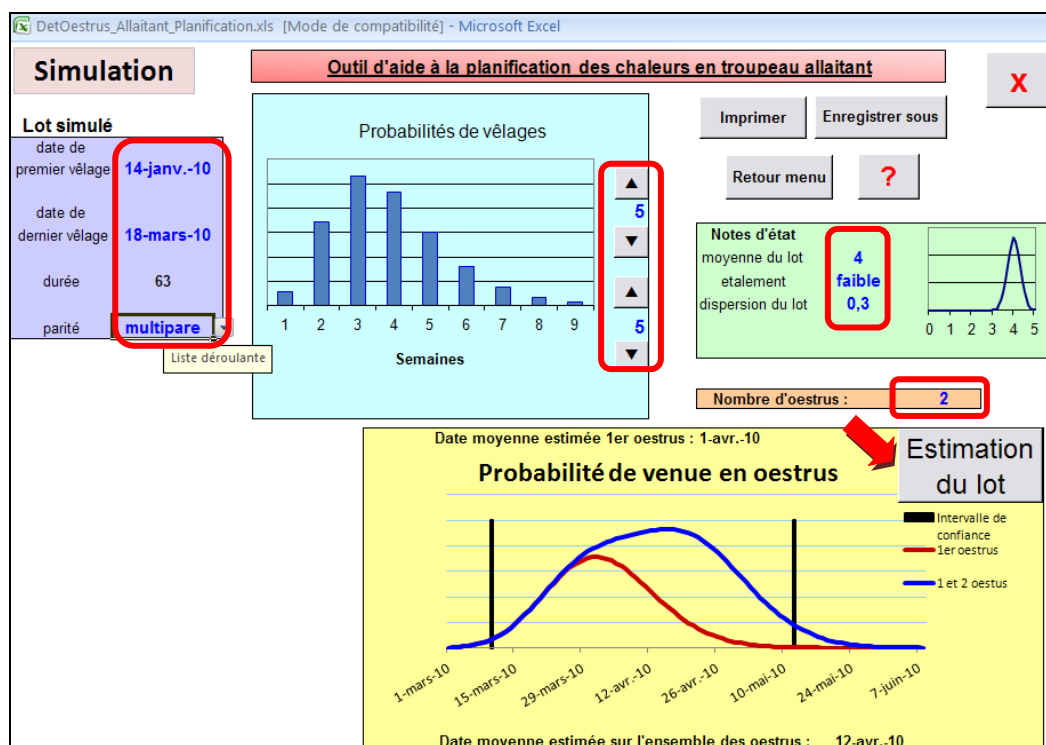 DetOestrus_Allaitant_Planification.xls [Mode de compatibilité] - Microsoft Excel
Simulation
Outil d'aide à la planification des chaleurs en troupeau allaitant
X
Lot simulé
date de
premier vêlage 14-janv.-10
date de
dernier vêlage 18-mars-10
durée 63
parité multipare
Liste déroulante
Probabilités de vêlages
1 2 3 4 5 6 7 8 9
Semaines
▲
5
▼
▲
5
▼
Imprimer
Enregistrer sous
Retour menu
?
Notes d'état
moyenne du lot 4
etalement faible
dispersion du lot 0,3
0 1 2 3 4 5
Nombre d'oestrus : 2
Estimation
du lot
Date moyenne estimée 1er oestrus : 1-avr.-10
Probabilité de venue en oestrus
Intervalle de
confiance
1er oestrus
1 et 2 oestus
1-mars-10 15-mars-10 29-mars-10 12-avr.-10 26-avr.-10 10-mai-10 24-mai-10 7-juin-10
Date moyenne estimée sur l'ensemble des oestrus : 12-avr.-10